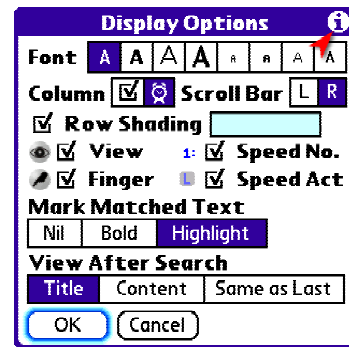 Display Options i
Font A A A A A A A A
Column Scroll Bar L R
Row Shading
View 1: Speed No.
Finger L Speed Act
Mark Matched Text
Nil Bold Highlight
View After Search
Title Content Same as Last
OK Cancel